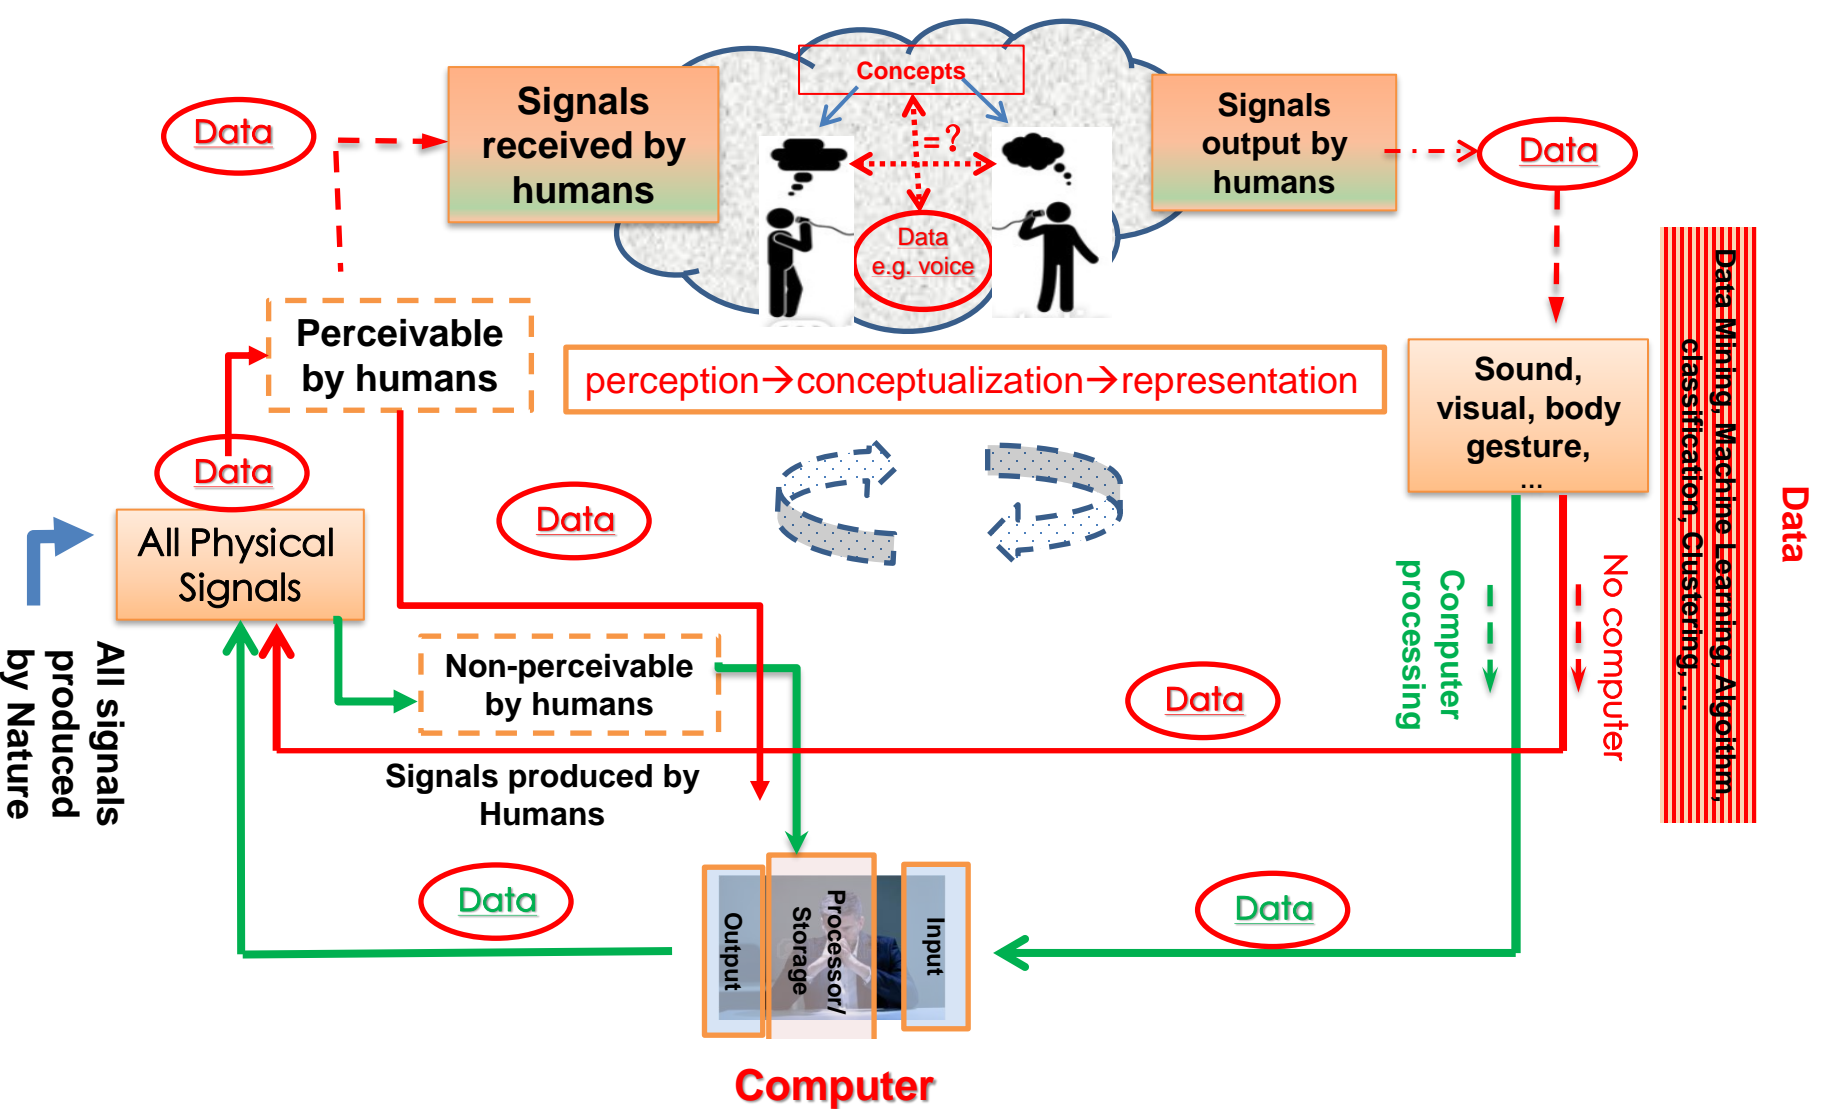 Concepts
Signals
received by
humans
Signals
output by
humans
Data
=?
Data
Data
e.g. voice
Perceivable
by humans
perception→conceptualization→representation
Sound,
visual, body
gesture,
...
Data Mining, Machine Learning, Algoithm,
classification, Clustering, ...
Data
Data
Data
All Physical
Signals
Computer
processing
No computer
All signals
produced
by Nature
Non-perceivable
by humans
Data
Signals produced by
Humans
Data
Data
Output
Processor/
Storage
Input
Computer